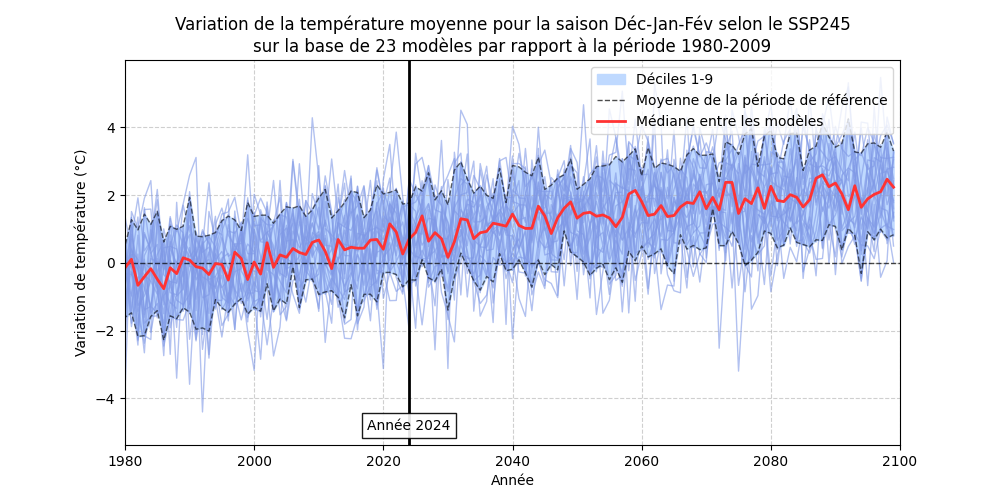 Variation de la température moyenne pour la saison Déc-Jan-Fév selon le SSP245
sur la base de 23 modèles par rapport à la période 1980-2009
Déciles 1-9
Moyenne de la période de référence
Médiane entre les modèles
Variation de température (°C)
4
2
0
−2
−4
Année 2024
1980
2000
2020
2040
2060
2080
2100
Année